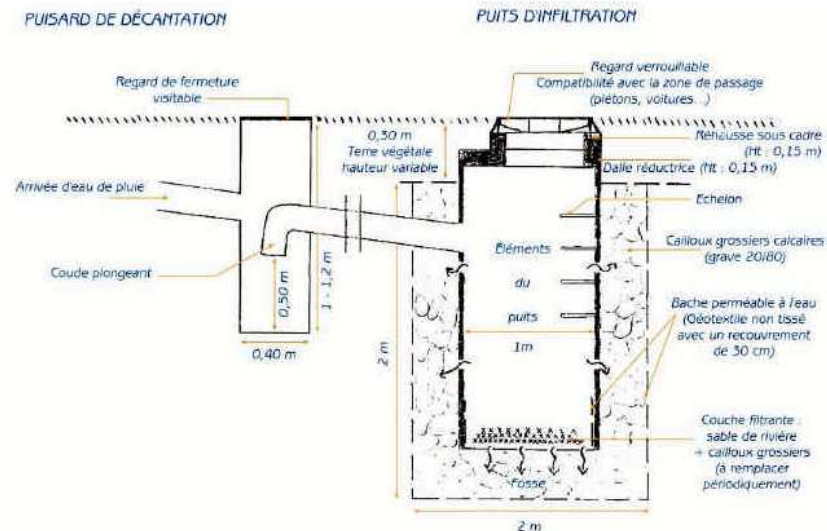 PUISARD DE DÉCANTATION
PUITS D'INFILTRATION
Regard de fermeture
visitable
Regard verrouillable
Compatibilité avec la zone de passage
(piétons, voitures...)
0,30 m
Terre végétale
hauteur variable
Réhausse sous cadre
(Ht : 0,15 m)
Dalle réductrice (Ht : 0,15 m)
Arrivée d'eau de pluie
Echelon
Coude plongeant
Éléments
du
puits
1m
Cailloux grossiers calcaires
(grave 20/80)
0,50 m
1 - 1,2 m
0,40 m
2 m
Bache perméable à l'eau
(Géotextile non tissé
avec un recouvrement
de 30 cm)
Couche filtrante :
sable de rivière
+ cailloux grossiers
(à remplacer
périodiquement)
Fosse
2 m